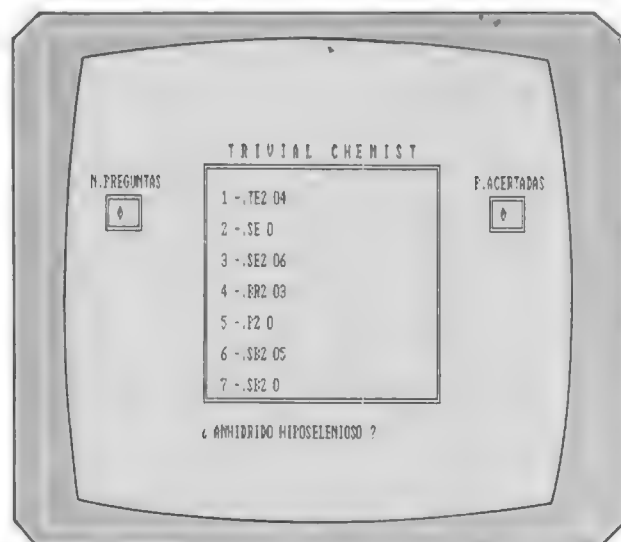 TRIVIAL CHEMIST
N.PREGUNTAS
P.ACERTADAS
0
0
1 -.TE2 O4
2 -.SE O
3 -.SE2 O6
4 -.BR2 O3
5 -.P2 O
6 -.SB2 O5
7 -.SB2 O
¿ ANHIDRIDO HIPOSELENIOSO ?